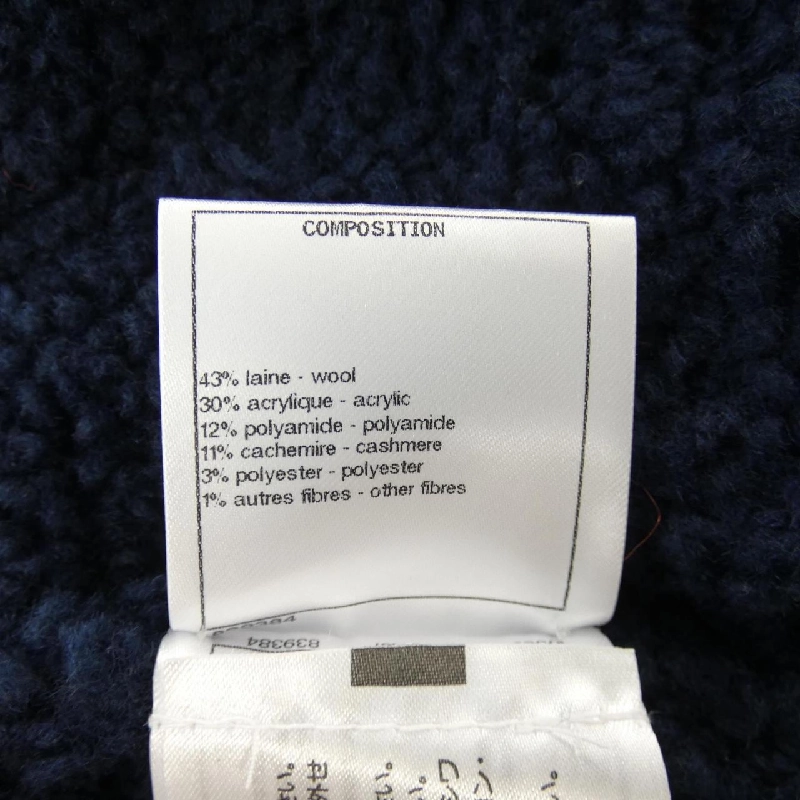 COMPOSITION
43% laine - wool
30% acrylique - acrylic
12% polyamide - polyamide
11% cachemire - cashmere
3% polyester - polyester
1% autres fibres - other fibres
839384